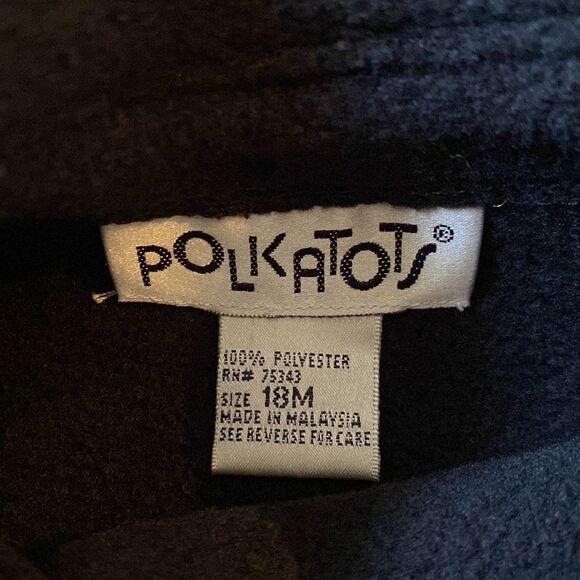 POLKATOTS®
100% POLYESTER
RN# 75343
SIZE 18M
MADE IN MALAYSIA
SEE REVERSE FOR CARE